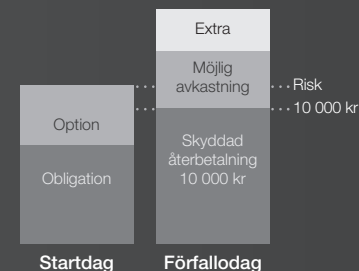 Extra
Möjlig
avkastning
Risk
10 000 kr
Option
Skyddad
återbetalning
10 000 kr
Obligation
Startdag
Förfallodag